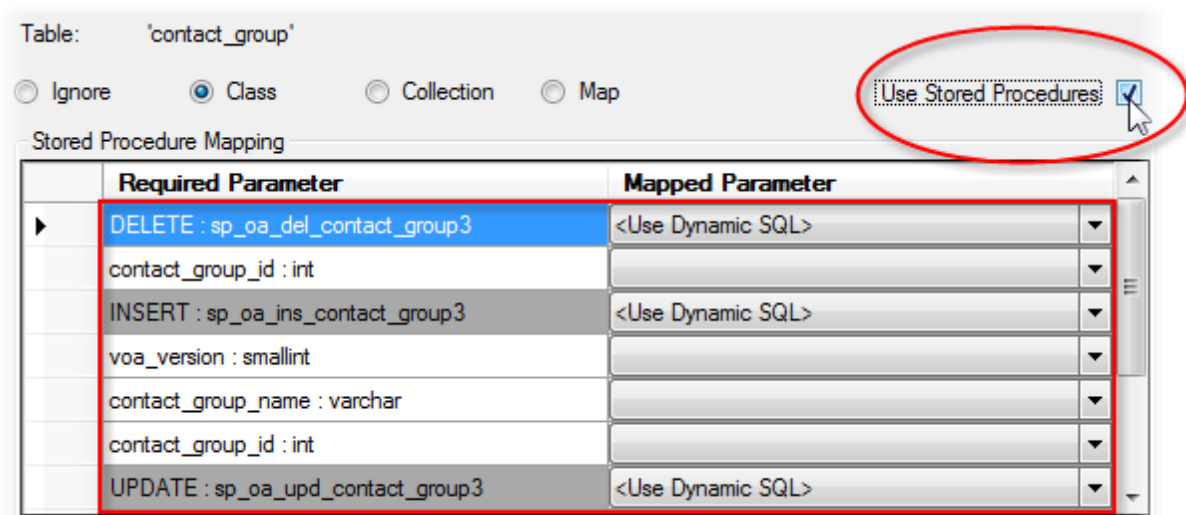 Table: 'contact_group'
Ignore Class Collection Map Use Stored Procedures
Stored Procedure Mapping
Required Parameter Mapped Parameter
DELETE : sp_oa_del_contact_group3 <Use Dynamic SQL>
contact_group_id : int
INSERT : sp_oa_ins_contact_group3 <Use Dynamic SQL>
voa_version : smallint
contact_group_name : varchar
contact_group_id : int
UPDATE : sp_oa_upd_contact_group3 <Use Dynamic SQL>